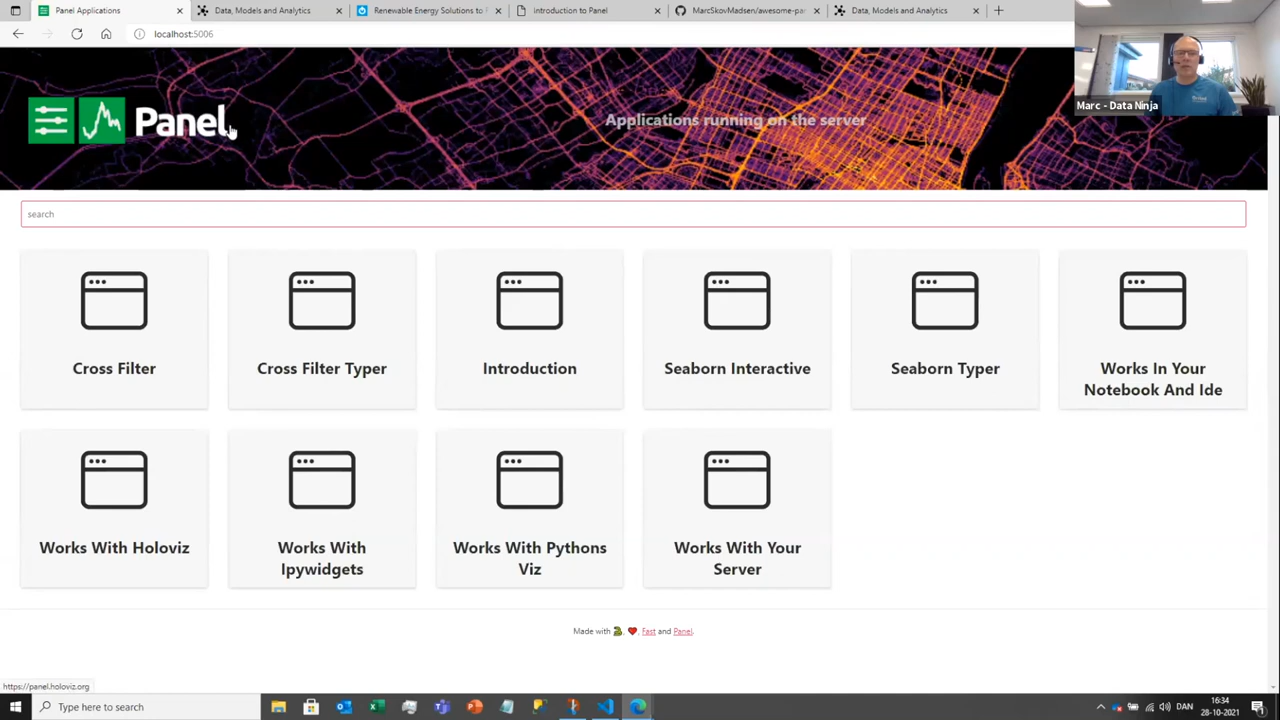 Panel Applications
Data, Models and Analytics
Renewable Energy Solutions to F
Introduction to Panel
MarcSkovMadsen/awesome-pa
Data, Models and Analytics
localhost:5006
Marc - Data Ninja
Panel
Applications running on the server
search
Cross Filter
Cross Filter Typer
Introduction
Seaborn Interactive
Seaborn Typer
Works In Your
Notebook And Ide
Works With Holoviz
Works With
Ipywidgets
Works With Pythons
Viz
Works With Your
Server
Made with 🐍, ❤️, Fast and Panel.
https://panel.holoviz.org
Type here to search
DAN
16:34
28-10-2021